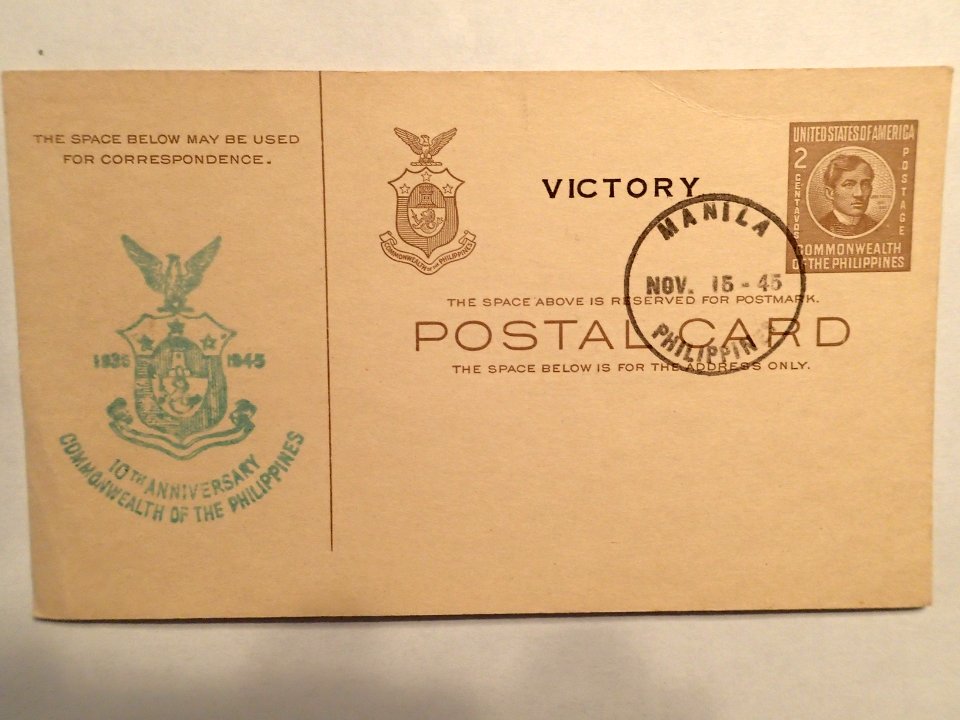 THE SPACE BELOW MAY BE USED
FOR CORRESPONDENCE.
1935 1945
10TH ANNIVERSARY
COMMONWEALTH OF THE PHILIPPINES
COMMONWEALTH OF THE PHILIPPINES
VICTORY
UNITED STATES OF AMERICA
2
CENTAVOS
POSTAGE
COMMONWEALTH
OF THE PHILIPPINES
MANILA
NOV. 15-45
PHILIPPINES
THE SPACE ABOVE IS RESERVED FOR POSTMARK.
POSTAL CARD
THE SPACE BELOW IS FOR THE ADDRESS ONLY.